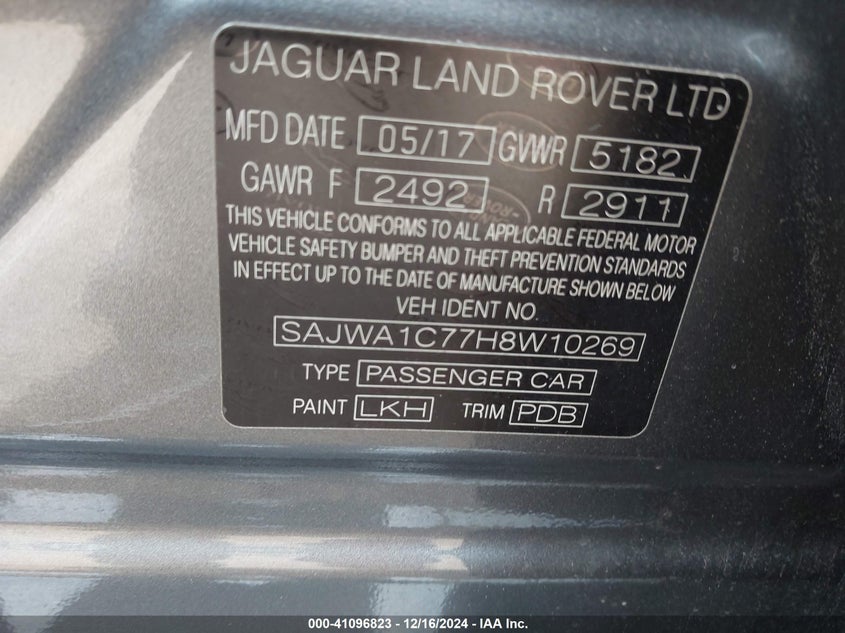 JAGUAR LAND ROVER LTD
MFD DATE 05/17 GVWR 5182
GAWR F 2492 R 2911
THIS VEHICLE CONFORMS TO ALL APPLICABLE FEDERAL MOTOR
VEHICLE SAFETY BUMPER AND THEFT PREVENTION STANDARDS
IN EFFECT UP TO THE DATE OF MANUFACTURE SHOWN BELOW
VEH IDENT NO.
SAJWA1C77H8W10269
TYPE PASSENGER CAR
PAINT LKH TRIM PDB
000-41096823 - 12/16/2024 - IAA Inc.